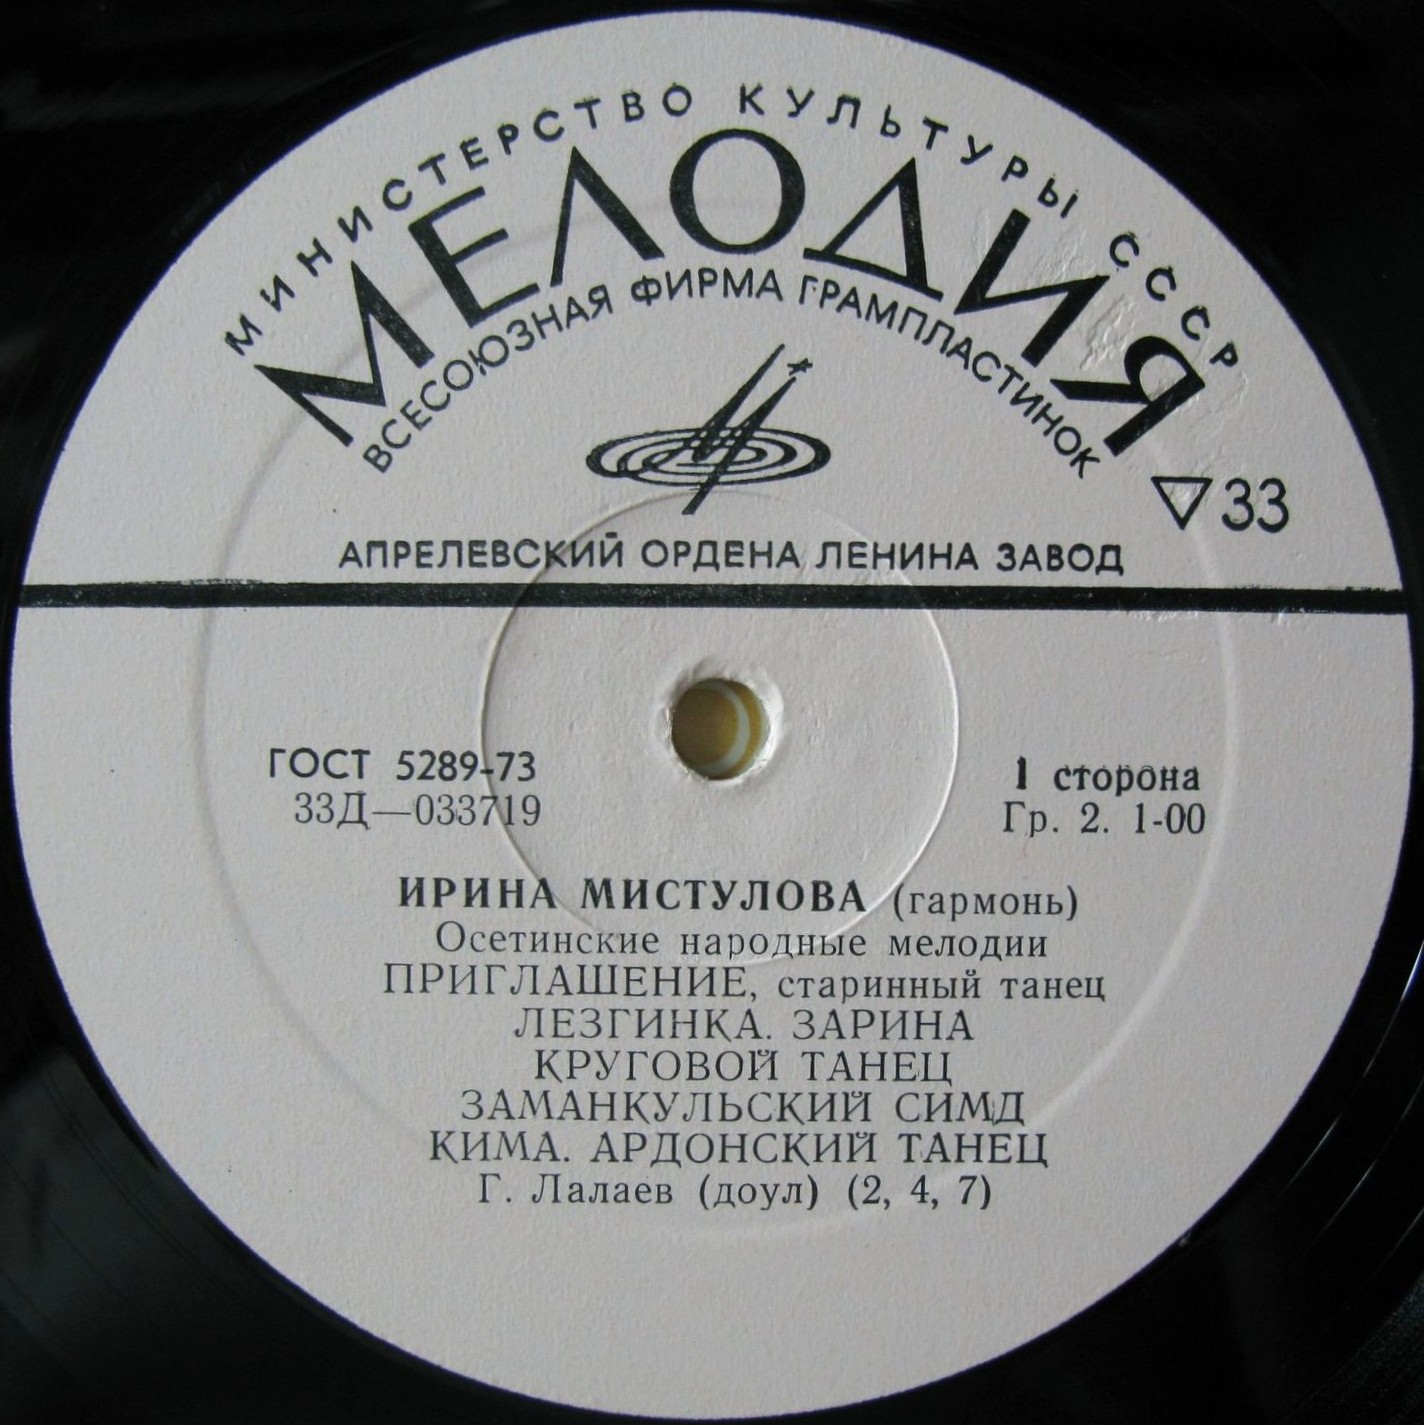 МИНИСТЕРСТВО КУЛЬТУРЫ СССР
МЕЛОДИЯ
ВСЕСОЮЗНАЯ ФИРМА ГРАМПЛАСТИНОК
33
АПРЕЛЕВСКИЙ ОРДЕНА ЛЕНИНА ЗАВОД
ГОСТ 5289-73
33Д—033719
1 сторона
Гр. 2. 1-00
ИРИНА МИСТУЛОВА (гармонь)
Осетинские народные мелодии
ПРИГЛАШЕНИЕ, старинный танец
ЛЕЗГИНКА. ЗАРИНА
КРУГОВОЙ ТАНЕЦ
ЗАМАНКУЛЬСКИЙ СИМД
КИМА. АРДОНСКИЙ ТАНЕЦ
Г. Лалаев (доул) (2, 4, 7)